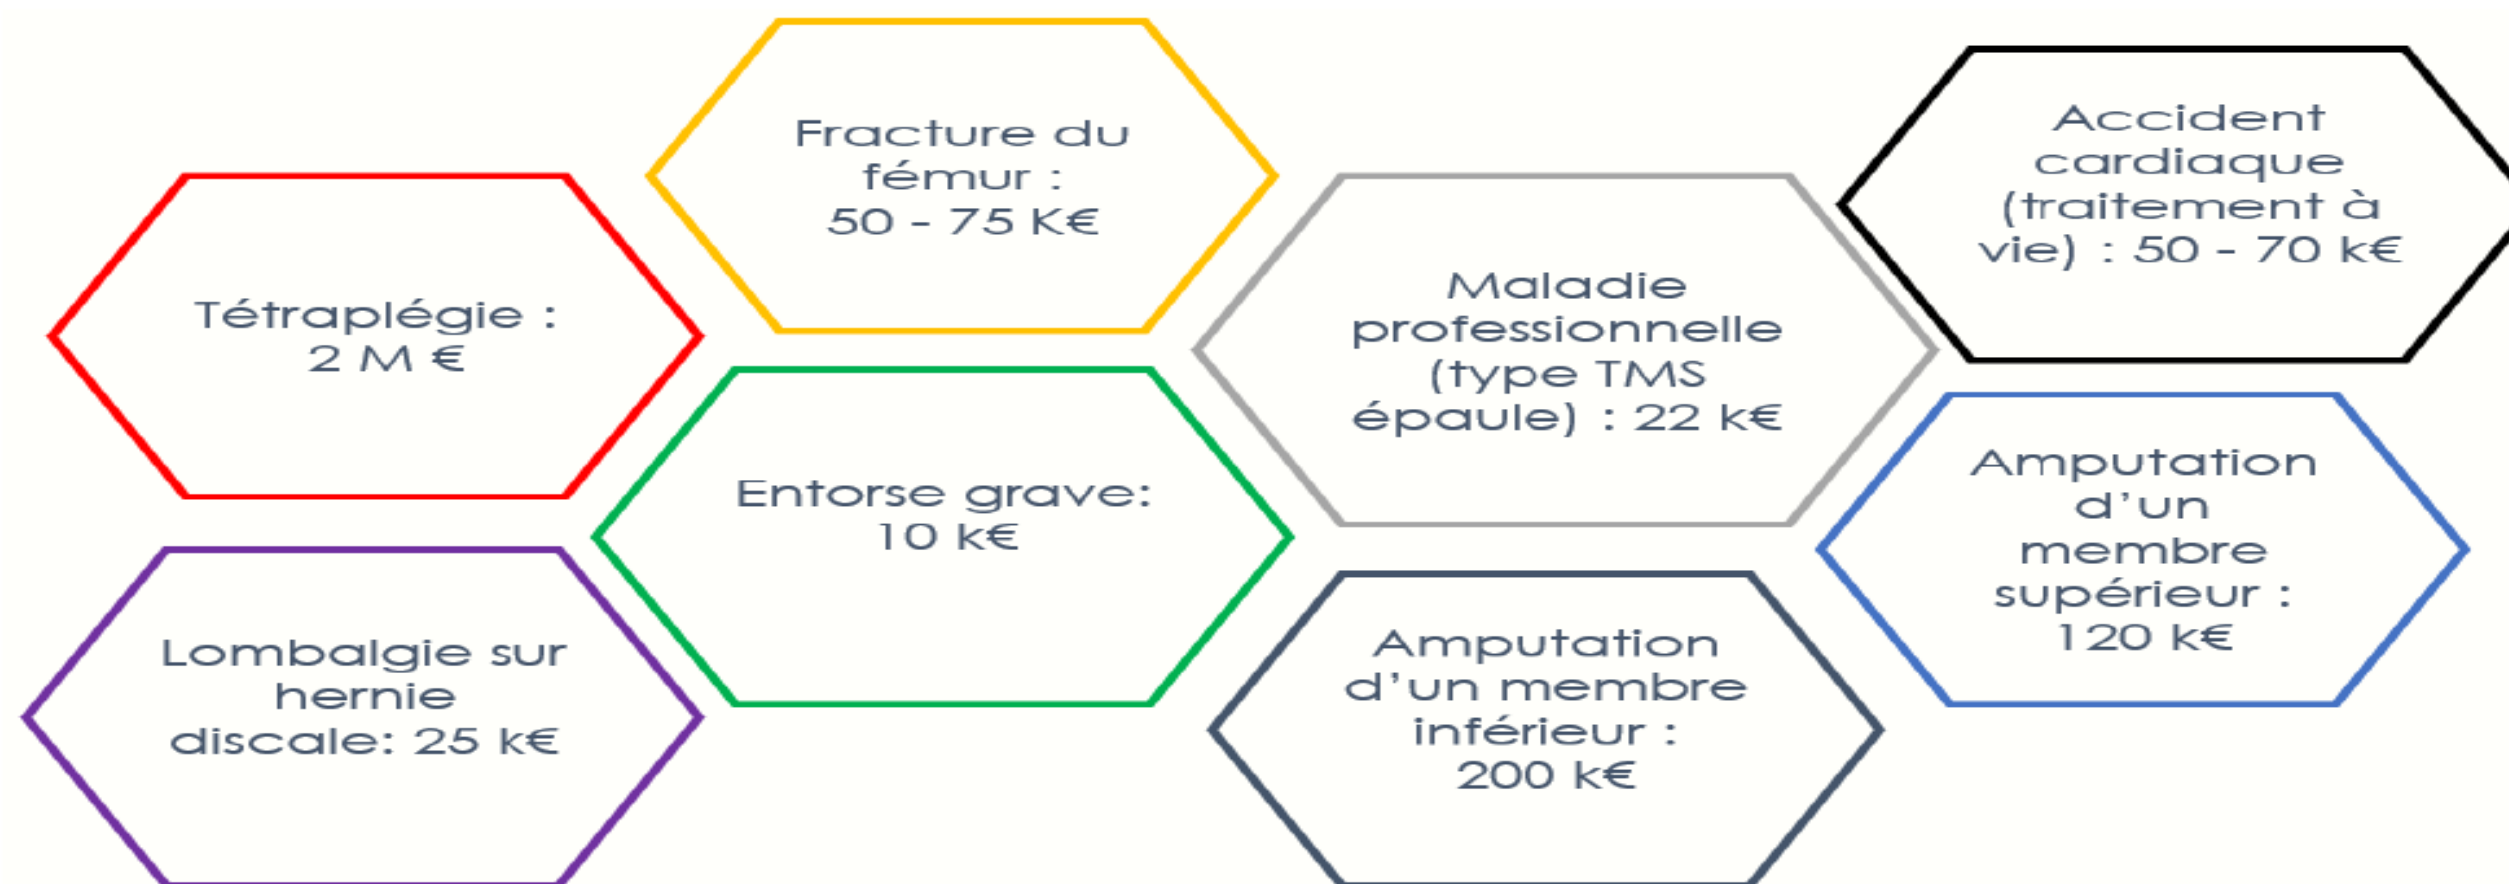 Fracture du
fémur :
50 - 75 K€
Accident
cardiaque
(traitement à
vie) : 50 - 70 k€
Tétraplégie :
2 M €
Maladie
professionnelle
(type TMS
épaule) : 22 k€
Entorse grave:
10 k€
Amputation
d’un
membre
supérieur :
120 k€
Lombalgie sur
hernie
discale: 25 k€
Amputation
d’un membre
inférieur :
200 k€